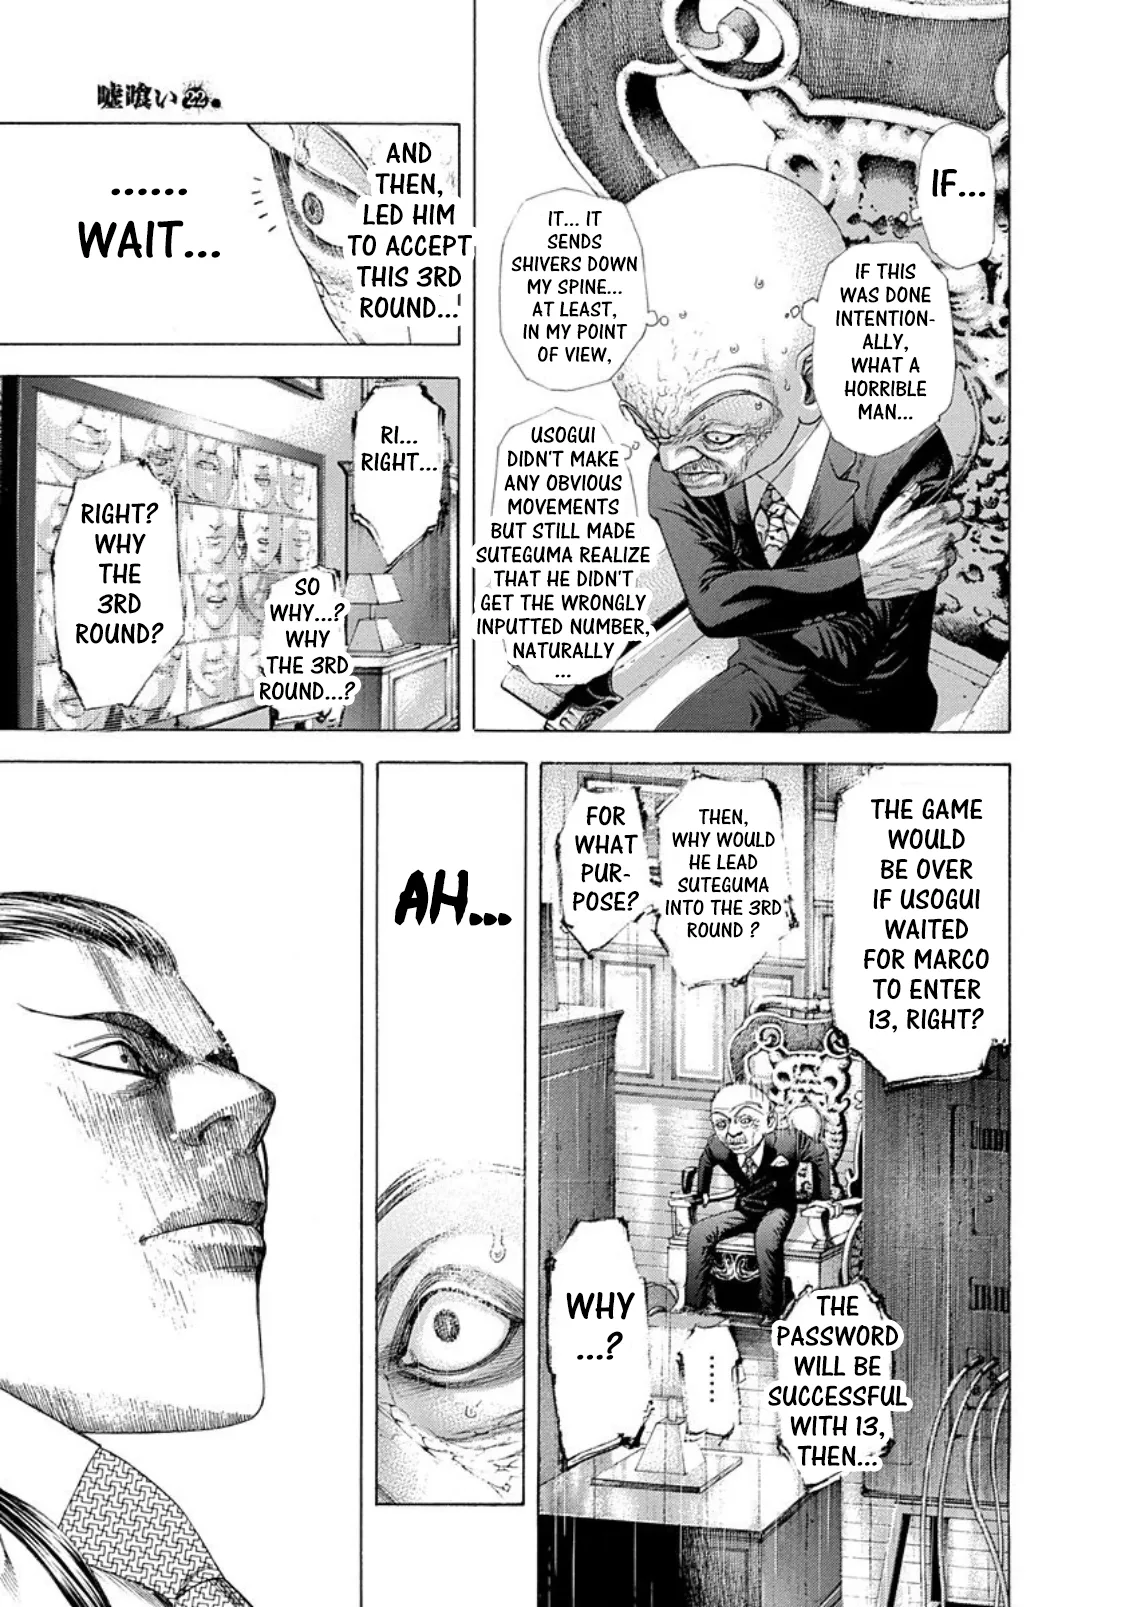 嘘喰い 22
IF...
IF THIS
WAS DONE
INTENTION-
ALLY,
WHAT A
HORRIBLE
MAN...
IT... IT
SENDS
SHIVERS DOWN
MY SPINE...
AT LEAST,
IN MY POINT
OF VIEW,
USOGUI
DIDN'T MAKE
ANY OBVIOUS
MOVEMENTS
BUT STILL MADE
SUTEGUMA REALIZE
THAT HE DIDN'T
GET THE WRONGLY
INPUTTED NUMBER,
NATURALLY
...
AND
THEN,
LED HIM
TO ACCEPT
THIS 3RD
ROUND...
......
WAIT...
RI...
RIGHT...
SO
WHY...?
WHY
THE 3RD
ROUND...?
RIGHT?
WHY
THE
3RD
ROUND?
THE GAME
WOULD
BE OVER
IF USOGUI
WAITED
FOR MARCO
TO ENTER
13, RIGHT?
THEN,
WHY WOULD
HE LEAD
SUTEGUMA
INTO THE 3RD
ROUND ?
FOR
WHAT
PUR-
POSE?
THE
PASSWORD
WILL BE
SUCCESSFUL
WITH 13,
THEN...
......
WHY
...?
AH...